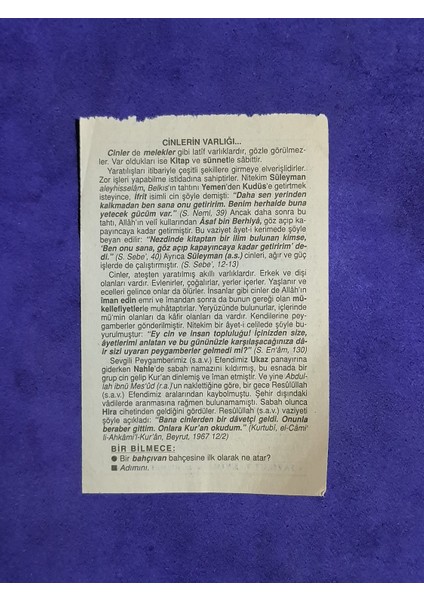 CİNLERİN VARLIĞI...
Cinler de melekler gibi latîf varlıklardır, gözle görülmez-
ler. Var oldukları ise Kitap ve sünnetle sâbittir.
Yaratılışları itibariyle çeşitli şekillere girmeye elverişlidirler.
Zor işleri yapabilme istidadına sahiptirler. Nitekim Süleyman
aleyhisselâm, Belkıs'ın tahtını Yemen'den Kudüs'e getirtmek
isteyince, İfrit isimli cin şöyle demişti: "Daha sen yerinden
kalkmadan ben sana onu getiririm. Benim herhalde buna
yetecek gücüm var." (S. Neml, 39) Ancak daha sonra bu
tahtı, Allâh'ın velî kullarından Âsaf bin Berhiyâ, göz açıp ka-
payıncaya kadar getirmiştir. Bu vaziyet âyet-i kerimede şöyle
beyan edilir: "Nezdinde kitaptan bir ilim bulunan kimse,
'Ben onu sana, göz açıp kapayıncaya kadar getiririm' de-
di." (S. Sebe', 40) Ayrıca Süleyman (a.s.) cinleri, ağır ve güç
işlerde de çalıştırmıştır. (S. Sebe', 12-13)
Cinler, ateşten yaratılmış akıllı varlıklardır. Erkek ve dişi
olanları vardır. Evlenirler, çoğalırlar, yerler içerler. Yaşlanır ve
ecelleri gelince onlar da ölürler. İnsanlar gibi cinler de Allâh'ın
iman edin emri ve îmandan sonra da bunun gereği olan mü-
kellefiyetlerle muhâtaptırlar. Yeryüzünde bulunurlar, içlerinde
mü'min olanları da kâfir olanları da vardır. Kendilerine pey-
gamberler gönderilmiştir. Nitekim bir âyet-i celilede şöyle bu-
yurulmuştur: "Ey cin ve insan topluluğu! İçinizden size,
âyetlerimi anlatan ve bu gününüzle karşılaşacağınıza dâ-
ir sizi uyaran peygamberler gelmedi mi?" (S. En'âm, 130)
Sevgili Peygamberimiz (s.a.v.) Efendimiz Ukaz panayırına
giderken Nahle'de sabah namazını kıldırmış, bu esnada bir
grup cin gelip Kur'an dinlemiş ve îman etmiştir. Ve yine Abdul-
lah ibnü Mes'ûd (r.a.)'un naklettiğine göre, bir gece Resûlüllah
(s.a.v.) Efendimiz aralarından kaybolmuştu. Şehir dışındaki
vâdilerde aranmasına rağmen bulunamamıştı. Sabah olunca
Hira cihetinden geldiğini gördüler. Resûlüllah (s.a.v.) vaziyeti
şöyle açıkladı: "Bana cinlerden bir dâvetçi geldi. Onunla
beraber gittim. Onlara Kur'an okudum." (Kurtubî, el-Câmi'
li-Ahkâmi'l-Kur'ân, Beyrut, 1967 12/2)
BİR BİLMECE:
● Bir bahçıvan bahçesine ilk olarak ne atar?
■ Adımını.